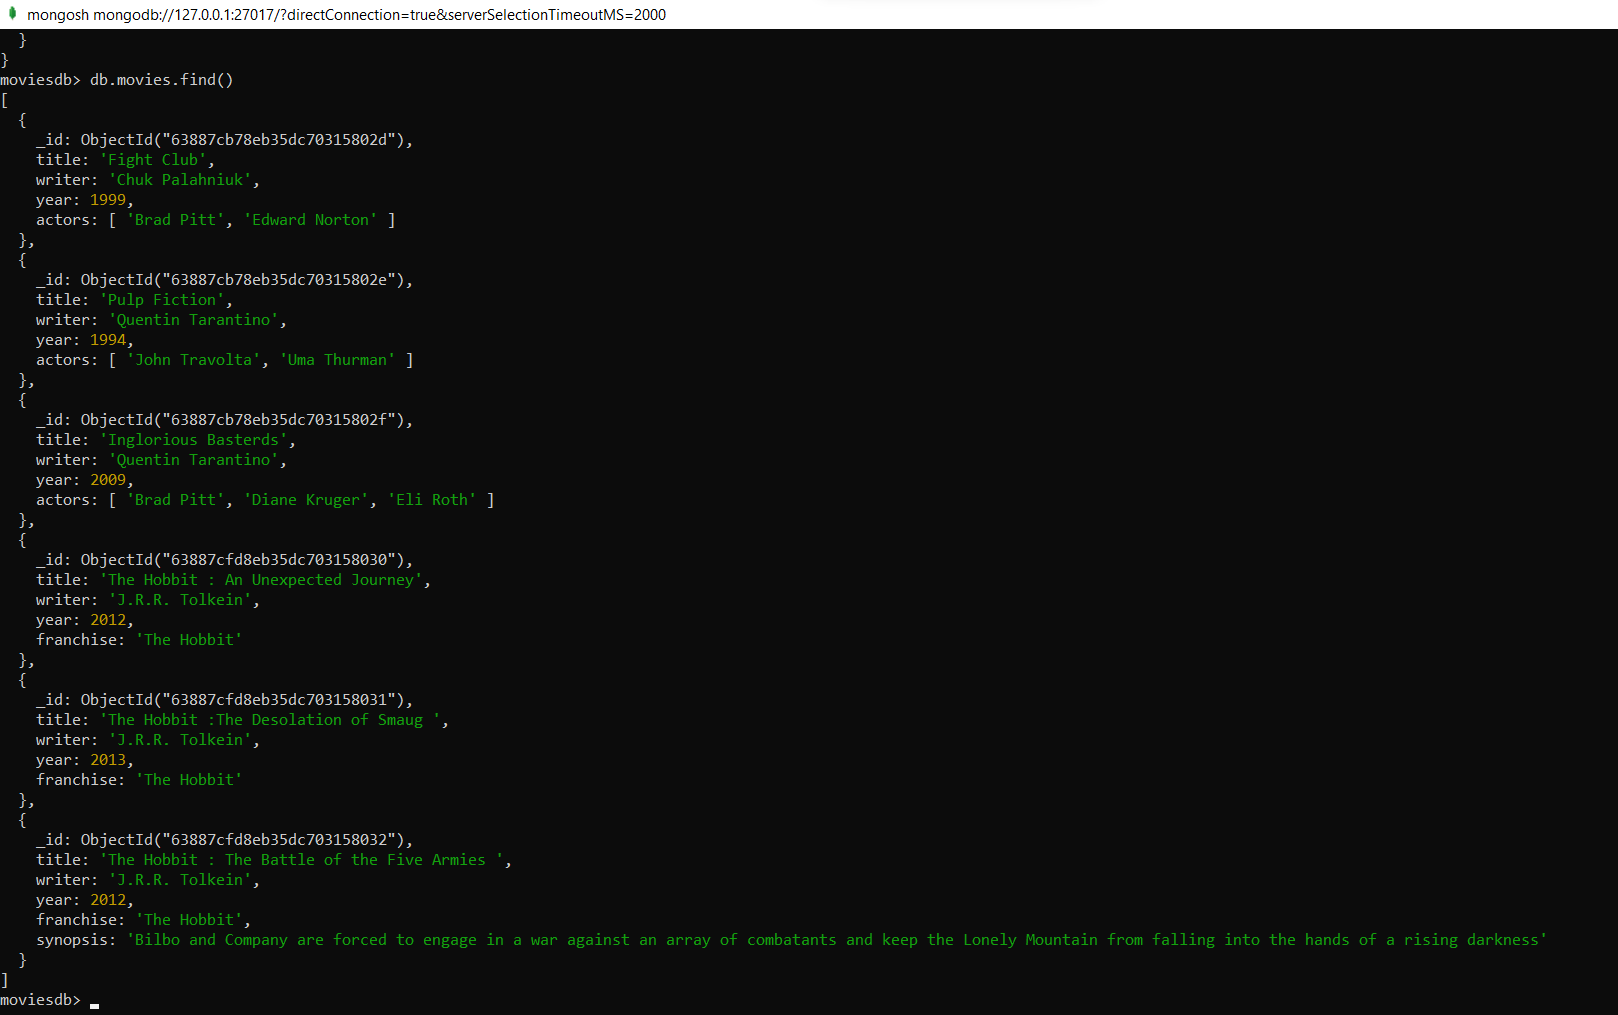 mongosh mongodb://127.0.0.1:27017/?directConnection=true&serverSelectionTimeoutMS=2000
  }
}
moviesdb> db.movies.find()
[
  {
    _id: ObjectId("63887cb78eb35dc70315802d"),
    title: 'Fight Club',
    writer: 'Chuk Palahniuk',
    year: 1999,
    actors: [ 'Brad Pitt', 'Edward Norton' ]
  },
  {
    _id: ObjectId("63887cb78eb35dc70315802e"),
    title: 'Pulp Fiction',
    writer: 'Quentin Tarantino',
    year: 1994,
    actors: [ 'John Travolta', 'Uma Thurman' ]
  },
  {
    _id: ObjectId("63887cb78eb35dc70315802f"),
    title: 'Inglorious Basterds',
    writer: 'Quentin Tarantino',
    year: 2009,
    actors: [ 'Brad Pitt', 'Diane Kruger', 'Eli Roth' ]
  },
  {
    _id: ObjectId("63887cfd8eb35dc703158030"),
    title: 'The Hobbit : An Unexpected Journey',
    writer: 'J.R.R. Tolkein',
    year: 2012,
    franchise: 'The Hobbit'
  },
  {
    _id: ObjectId("63887cfd8eb35dc703158031"),
    title: 'The Hobbit :The Desolation of Smaug ',
    writer: 'J.R.R. Tolkein',
    year: 2013,
    franchise: 'The Hobbit'
  },
  {
    _id: ObjectId("63887cfd8eb35dc703158032"),
    title: 'The Hobbit : The Battle of the Five Armies ',
    writer: 'J.R.R. Tolkein',
    year: 2012,
    franchise: 'The Hobbit',
    synopsis: 'Bilbo and Company are forced to engage in a war against an array of combatants and keep the Lonely Mountain from falling into the hands of a rising darkness'
  }
]
moviesdb>